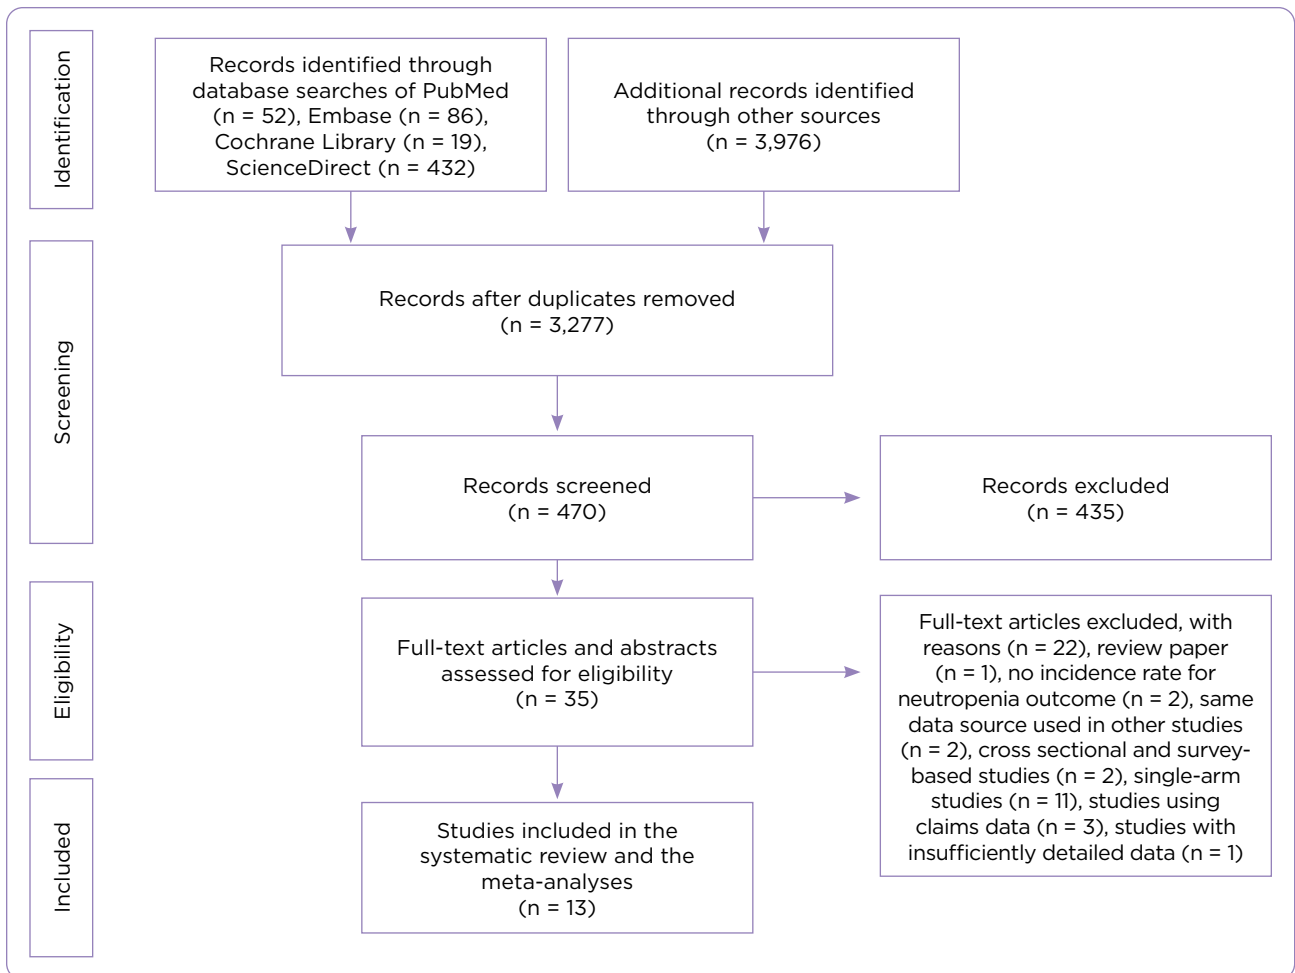 Identification
Records identified through
database searches of PubMed
(n = 52), Embase (n = 86),
Cochrane Library (n = 19),
ScienceDirect (n = 432)
Additional records identified
through other sources
(n = 3,976)
Screening
Records after duplicates removed
(n = 3,277)
Records screened
(n = 470)
Records excluded
(n = 435)
Eligibility
Full-text articles and abstracts
assessed for eligibility
(n = 35)
Full-text articles excluded, with
reasons (n = 22), review paper
(n = 1), no incidence rate for
neutropenia outcome (n = 2), same
data source used in other studies
(n = 2), cross sectional and survey-
based studies (n = 2), single-arm
studies (n = 11), studies using
claims data (n = 3), studies with
insufficiently detailed data (n = 1)
Included
Studies included in the
systematic review and the
meta-analyses
(n = 13)